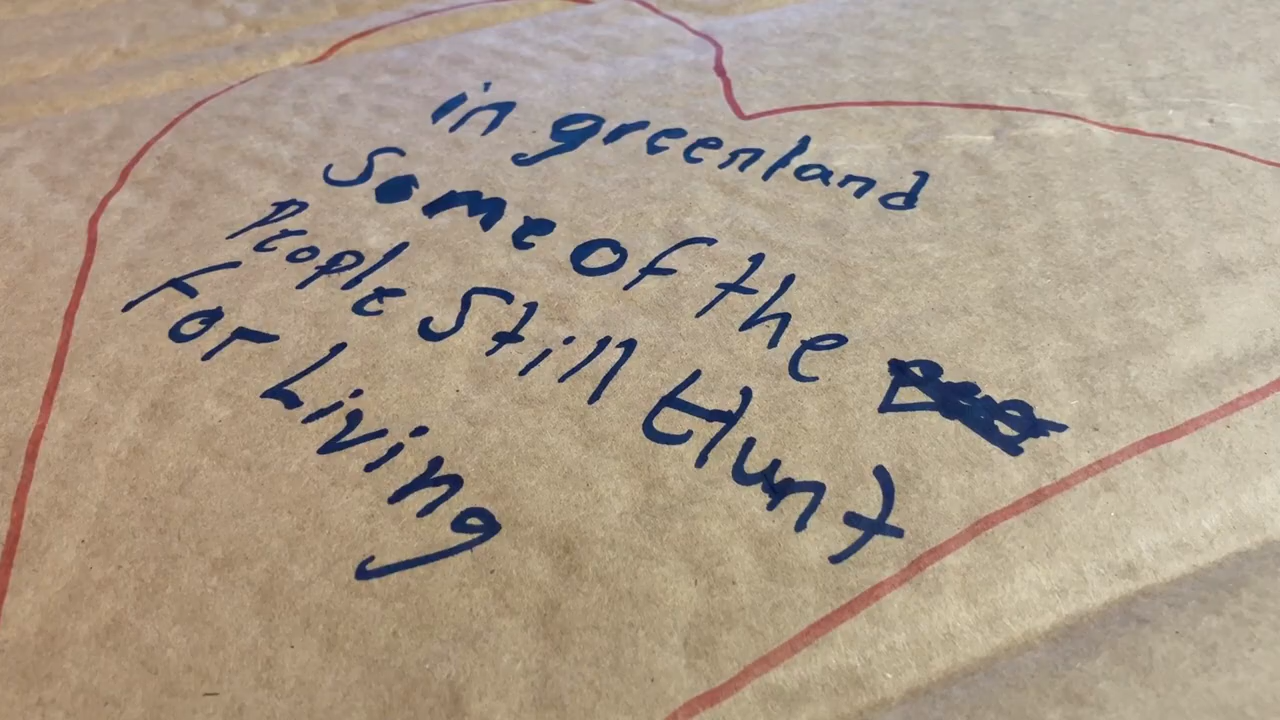 in greenland
Some of the
People Still Hunt
For Living